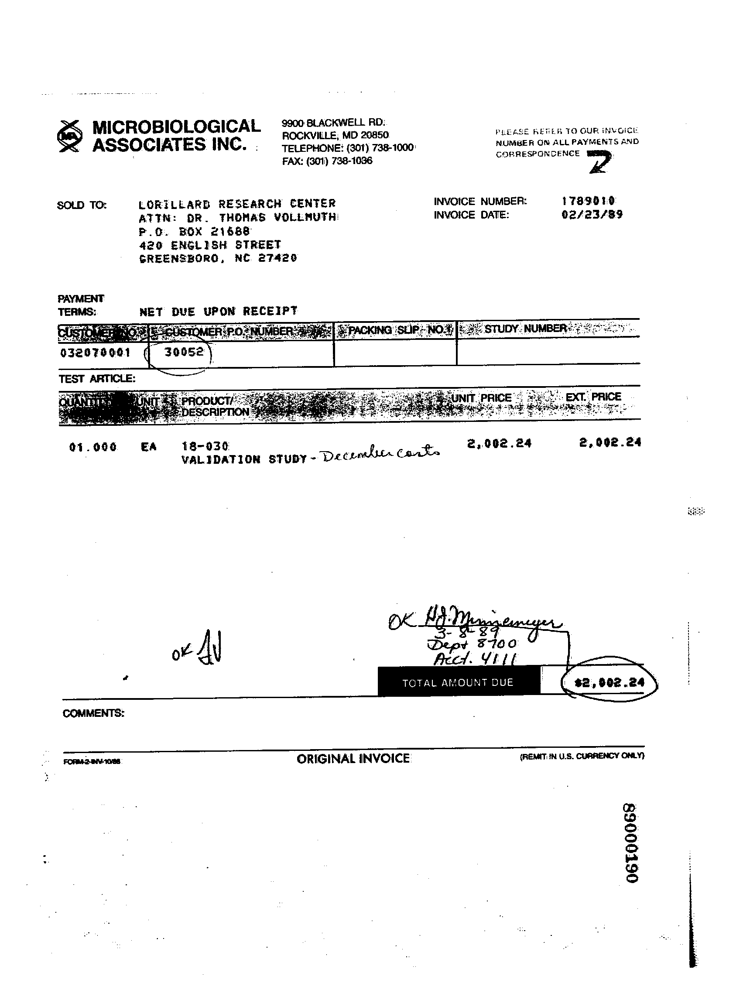 MICROBIOLOGICAL
ASSOCIATES INC.
9900 BLACKWELL RD.
ROCKVILLE, MD 20850
TELEPHONE: (301) 738-1000
FAX: (301) 738-1036
PLEASE REFER TO OUR INVOICE
NUMBER ON ALL PAYMENTS AND
CORRESPONDENCE
SOLD TO: LORILLARD RESEARCH CENTER
ATTN: DR. THOMAS VOLLMUTH
P.O. BOX 21688
420 ENGLISH STREET
GREENSBORO, NC 27420
INVOICE NUMBER: 1789010
INVOICE DATE: 02/23/89
PAYMENT
TERMS: NET DUE UPON RECEIPT
CUSTOMER NO. CUSTOMER P.O. NUMBER PACKING SLIP NO. STUDY NUMBER
032070001 30052
TEST ARTICLE:
QUANTITY UNIT PRODUCT/ DESCRIPTION UNIT PRICE EXT. PRICE
01.000 EA 18-030 2,002.24 2,002.24
VALIDATION STUDY - December costs
OK
3-8-89
Dept 8700
Acct. 4111
OK
TOTAL AMOUNT DUE $2,002.24
COMMENTS:
FORM-2-INV-10/86 ORIGINAL INVOICE (REMIT IN U.S. CURRENCY ONLY)
89000190